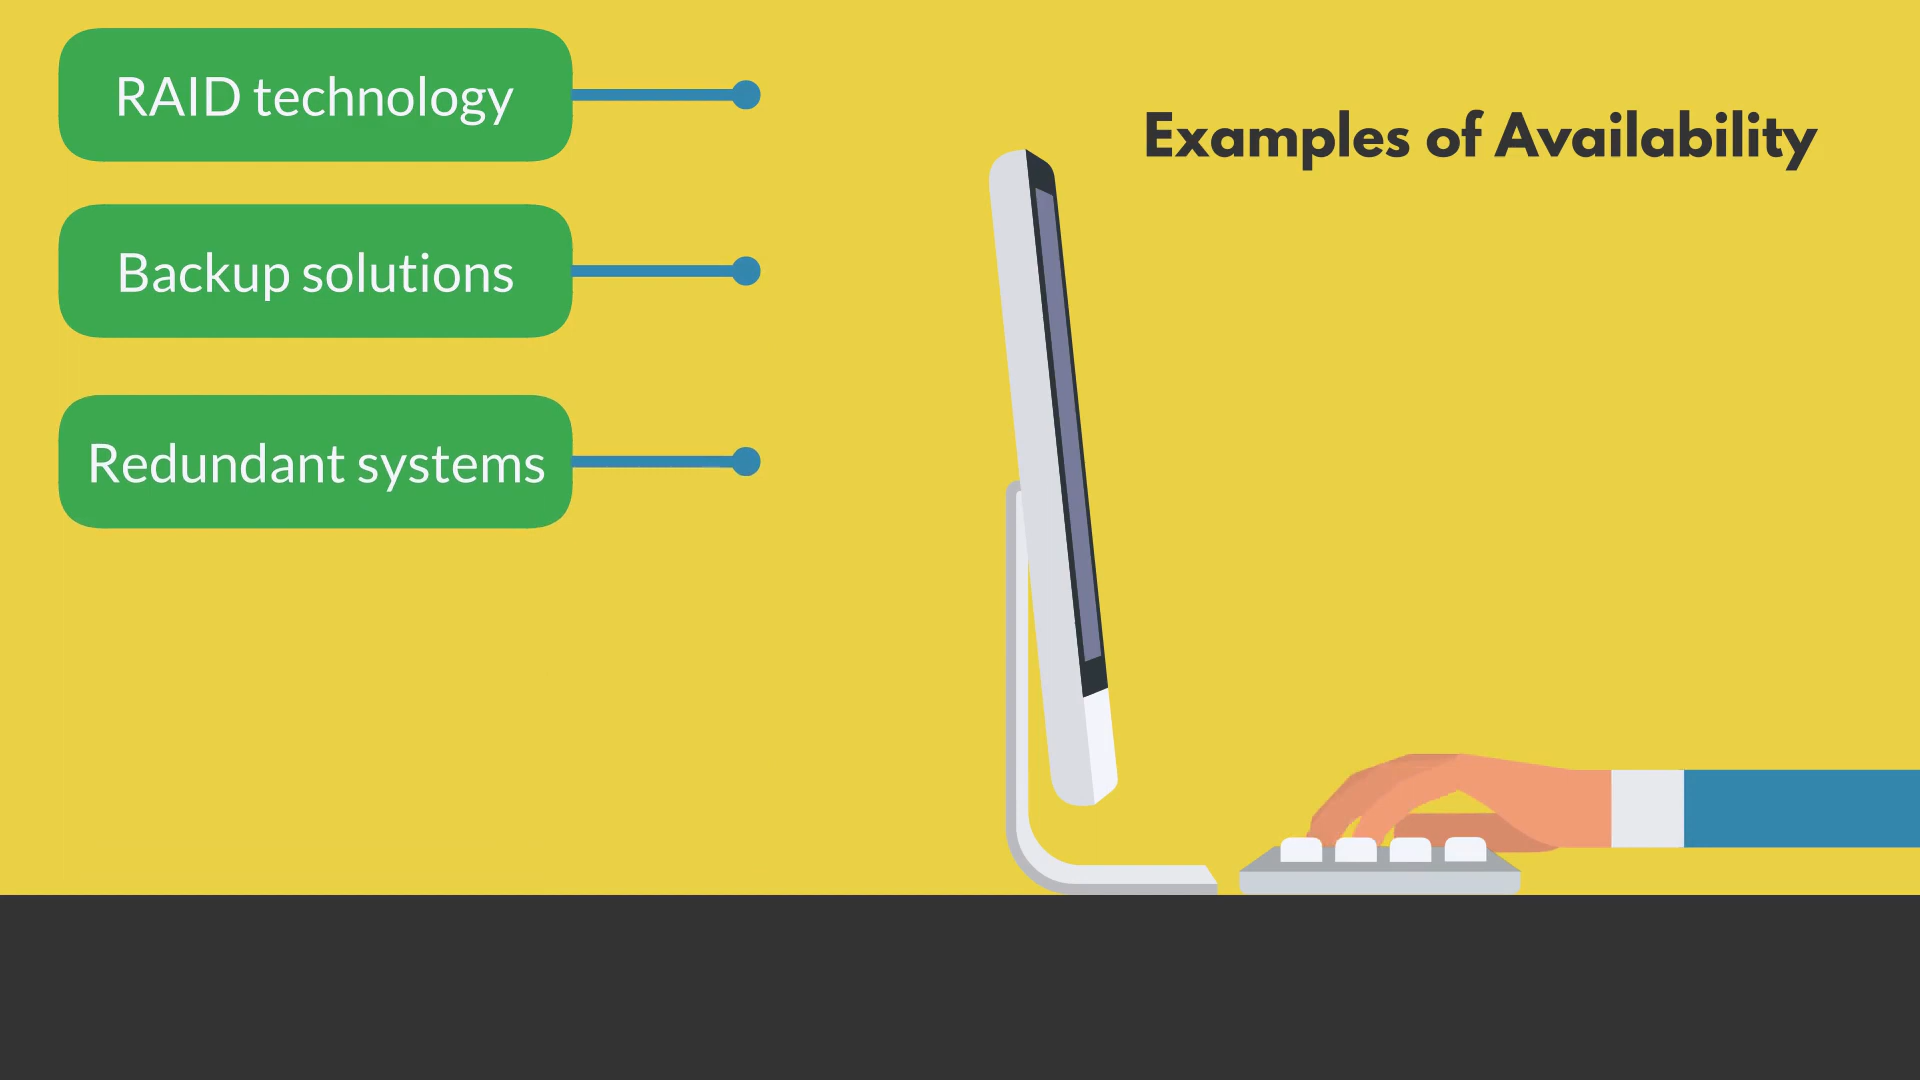 Examples of Availability
RAID technology
Backup solutions
Redundant systems